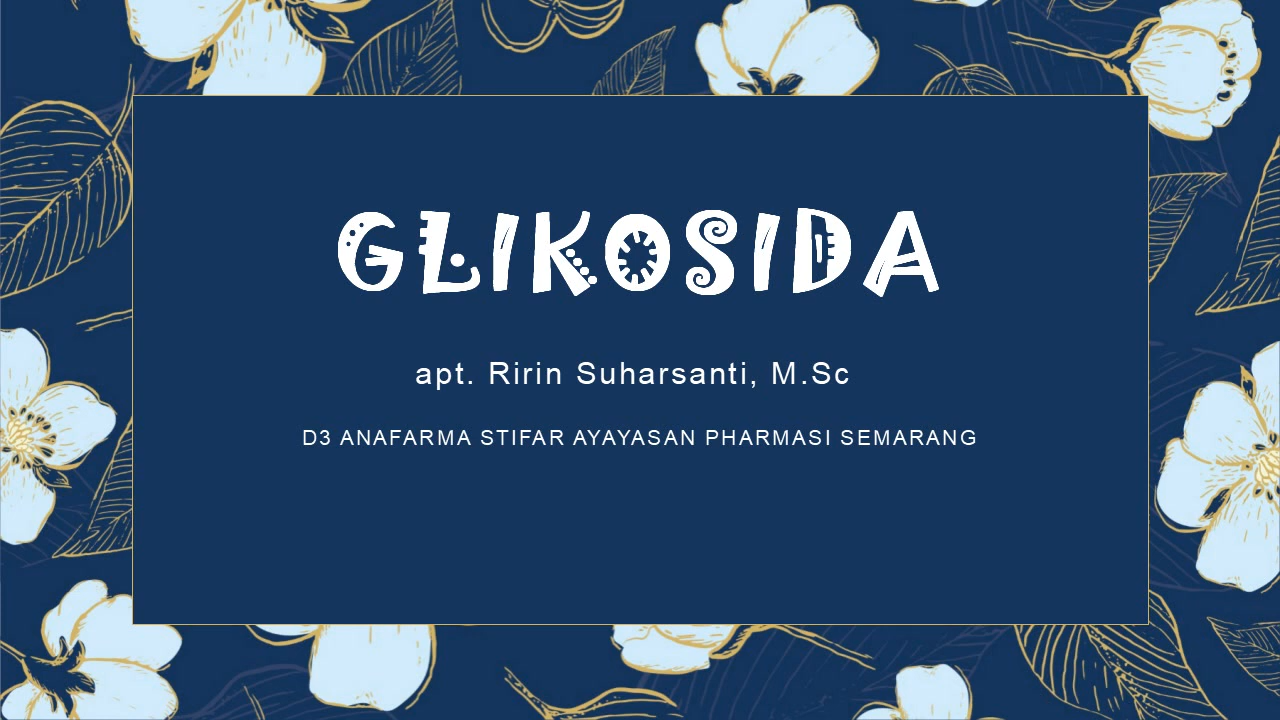 GLIKOSIDA
apt. Ririn Suharsanti, M.Sc
D3 ANAFARMA STIFAR AYAYASAN PHARMASI SEMARANG